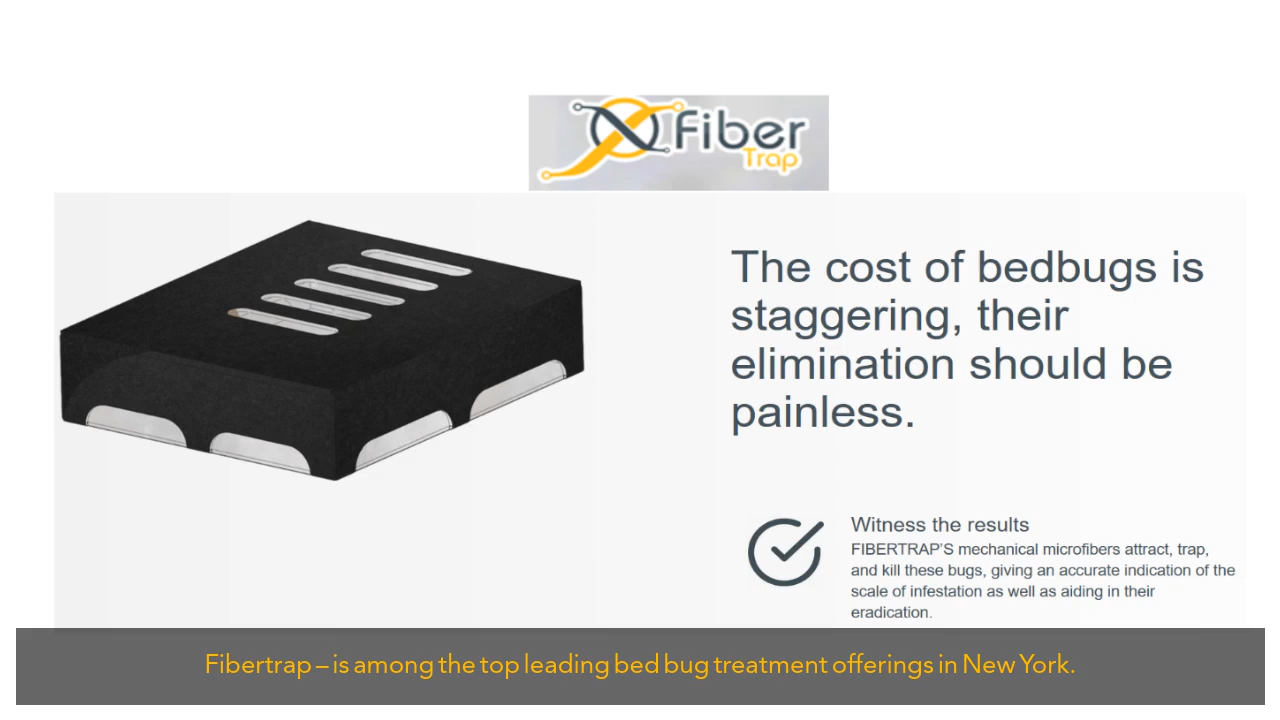 Fiber
Trap
The cost of bedbugs is
staggering, their
elimination should be
painless.
Witness the results
FIBERTRAP'S mechanical microfibers attract, trap,
and kill these bugs, giving an accurate indication of the
scale of infestation as well as aiding in their
eradication.
Fibertrap – is among the top leading bed bug treatment offerings in New York.